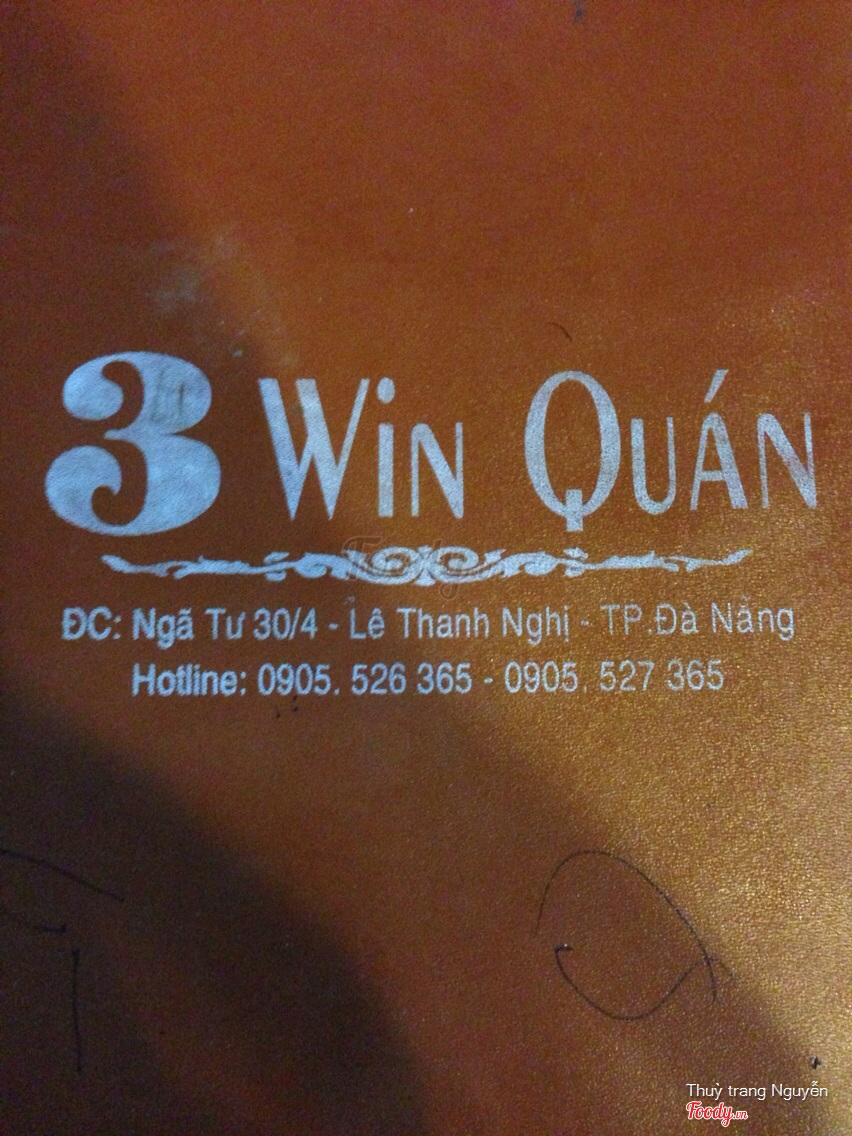 3 Win Quán
ĐC: Ngã Tư 30/4 - Lê Thanh Nghị - TP.Đà Nẵng
Hotline: 0905. 526 365 - 0905. 527 365
Thuỳ trang Nguyễn
Foody.vn